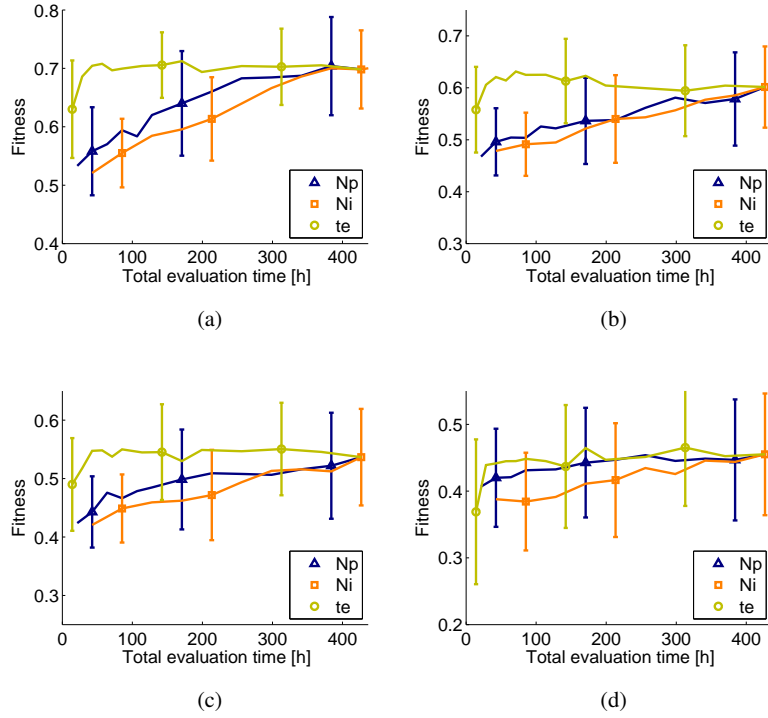 0.8
0.7
0.6
0.5
0.4
Fitness
0 100 200 300 400
Total evaluation time [h]
Np
Ni
te
(a)
0.7
0.6
0.5
0.4
0.3
Fitness
0 100 200 300 400
Total evaluation time [h]
Np
Ni
te
(b)
0.6
0.5
0.4
0.3
Fitness
0 100 200 300 400
Total evaluation time [h]
Np
Ni
te
(c)
0.5
0.4
0.3
0.2
Fitness
0 100 200 300 400
Total evaluation time [h]
Np
Ni
te
(d)